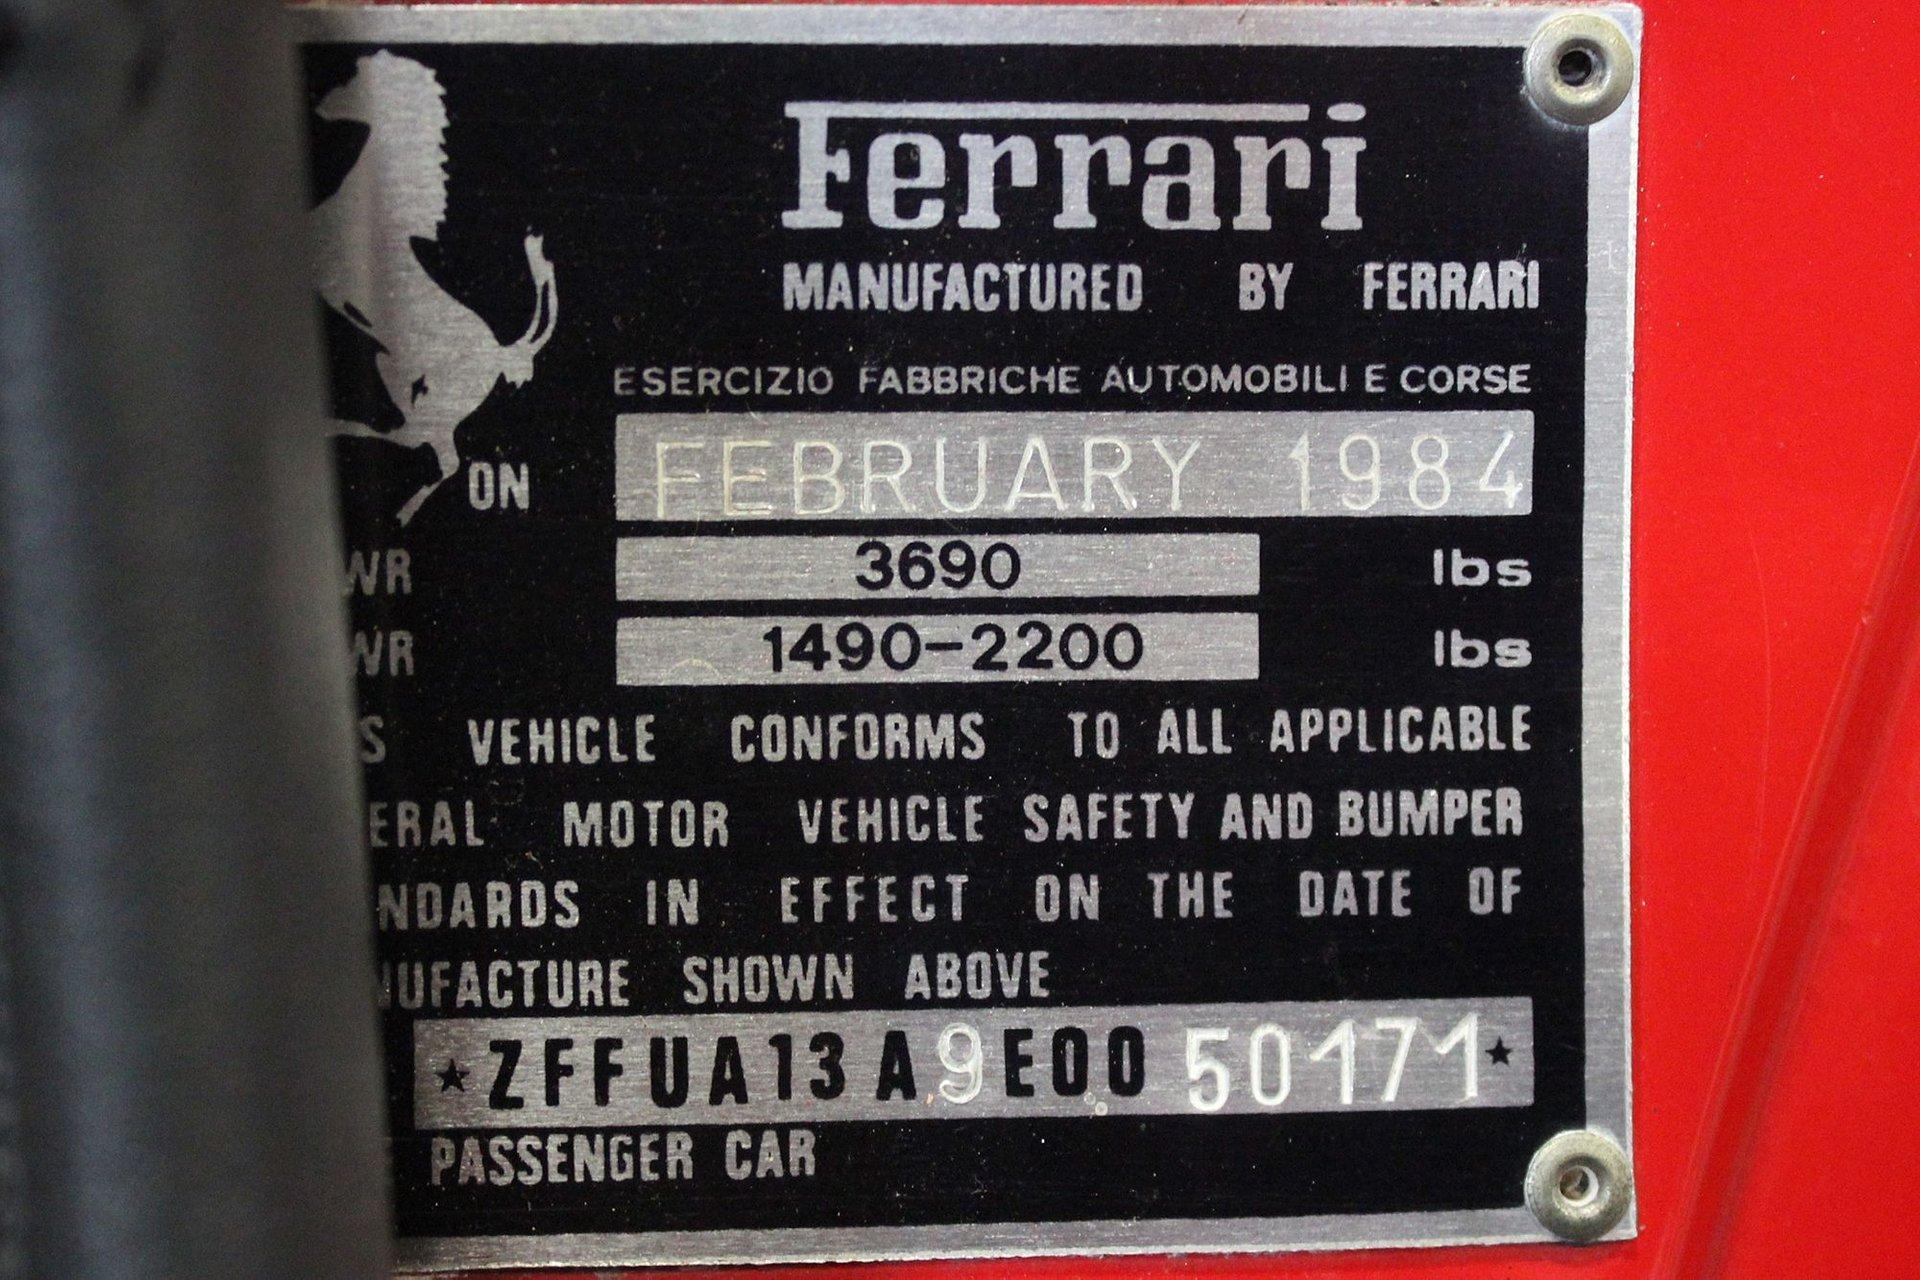 Ferrari
MANUFACTURED BY FERRARI
ESERCIZIO FABBRICHE AUTOMOBILI E CORSE
ON FEBRUARY 1984
WR 3690 lbs
WR 1490-2200 lbs
S VEHICLE CONFORMS TO ALL APPLICABLE
ERAL MOTOR VEHICLE SAFETY AND BUMPER
NDARDS IN EFFECT ON THE DATE OF
NUFACTURE SHOWN ABOVE
★ZFFUA13A9E0050171★
PASSENGER CAR